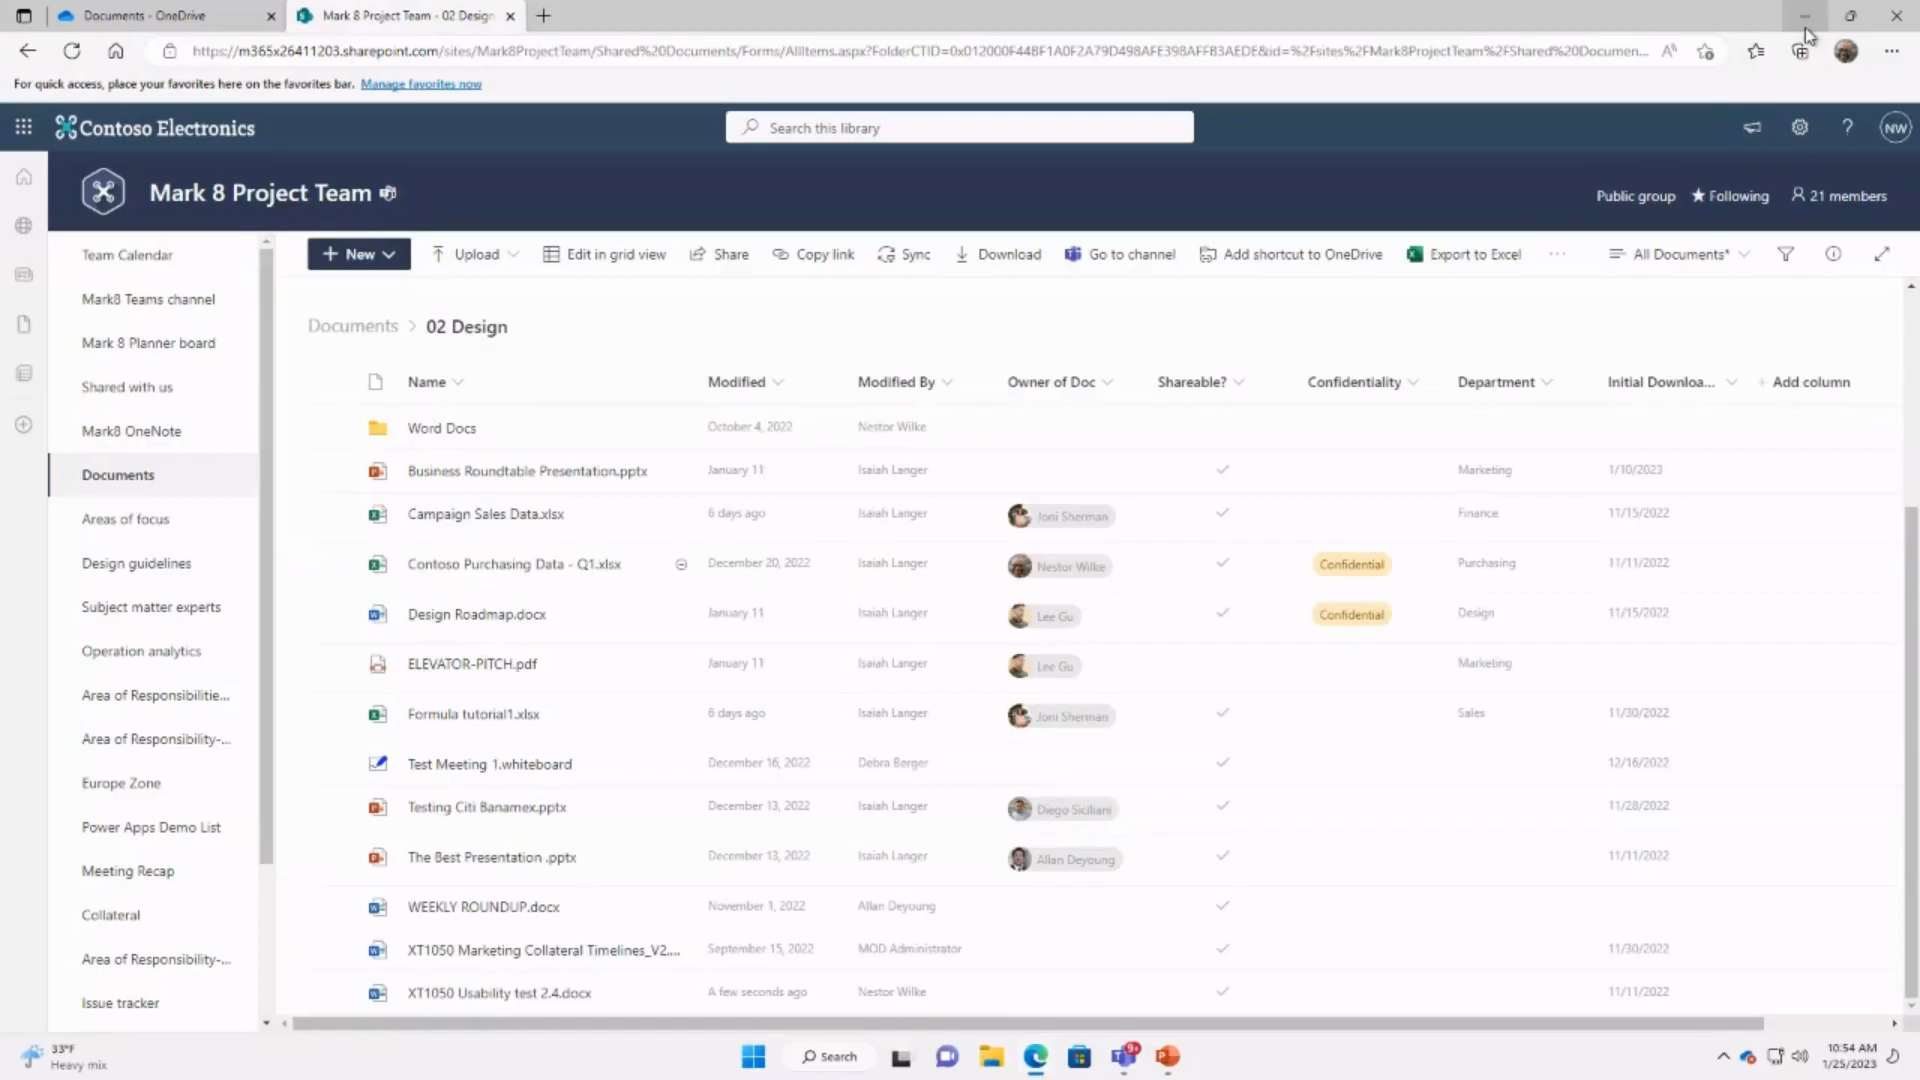 Documents - OneDrive
Mark 8 Project Team - 02 Design
https://m365x26411203.sharepoint.com/sites/Mark8ProjectTeam/Shared%20Documents/Forms/AllItems.aspx?FolderCTID=0x012000F44BF1A0F2A79D498AFE398AFFB3AEDE&id=%2Fsites%2FMark8ProjectTeam%2FShared%20Documen...
For quick access, place your favorites here on the favorites bar. Manage favorites now
Contoso Electronics
Search this library
NW
Mark 8 Project Team
Public group
Following
21 members
Team Calendar
Mark8 Teams channel
Mark 8 Planner board
Shared with us
Mark8 OneNote
Documents
Areas of focus
Design guidelines
Subject matter experts
Operation analytics
Area of Responsibilitie...
Area of Responsibility-...
Europe Zone
Power Apps Demo List
Meeting Recap
Collateral
Area of Responsibility-...
Issue tracker
New Upload Edit in grid view Share Copy link Sync Download Go to channel Add shortcut to OneDrive Export to Excel ... All Documents*
Documents > 02 Design
Name Modified Modified By Owner of Doc Shareable? Confidentiality Department Initial Downloa... + Add column
Word Docs October 4, 2022 Nestor Wilke
Business Roundtable Presentation.pptx January 11 Isaiah Langer Marketing 1/10/2023
Campaign Sales Data.xlsx 6 days ago Isaiah Langer Joni Sherman Finance 11/15/2022
Contoso Purchasing Data - Q1.xlsx December 20, 2022 Isaiah Langer Nestor Wilke Confidential Purchasing 11/11/2022
Design Roadmap.docx January 11 Isaiah Langer Lee Gu Confidential Design 11/15/2022
ELEVATOR-PITCH.pdf January 11 Isaiah Langer Lee Gu Marketing
Formula tutorial1.xlsx 6 days ago Isaiah Langer Joni Sherman Sales 11/30/2022
Test Meeting 1.whiteboard December 16, 2022 Debra Berger 12/16/2022
Testing Citi Banamex.pptx December 13, 2022 Isaiah Langer Diego Siciliani 11/28/2022
The Best Presentation .pptx December 13, 2022 Isaiah Langer Allan Deyoung 11/11/2022
WEEKLY ROUNDUP.docx November 1, 2022 Allan Deyoung
XT1050 Marketing Collateral Timelines_V2.... September 15, 2022 MOD Administrator 11/30/2022
XT1050 Usability test 2.4.docx A few seconds ago Nestor Wilke 11/11/2022
33°F
Heavy mix
Search
9+
10:54 AM
1/25/2023